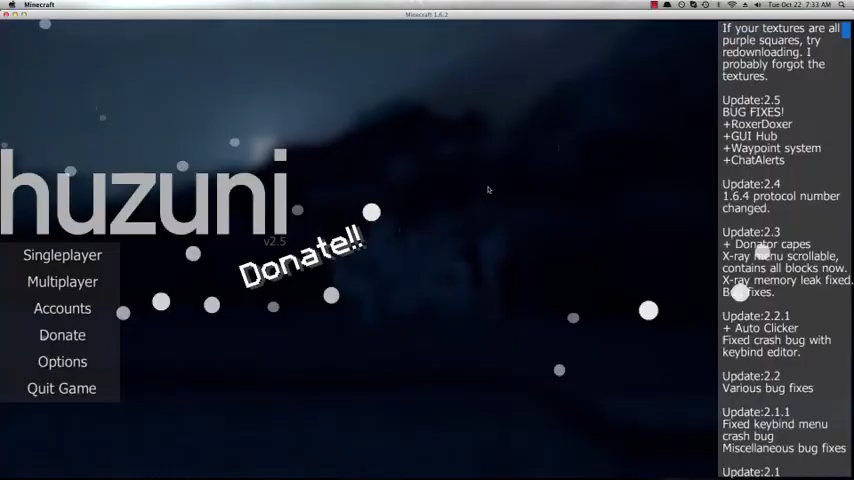 Minecraft
Tue Oct 22 7:33 AM
Minecraft 1.6.2
huzuni
v2.5
Donate!!
Singleplayer
Multiplayer
Accounts
Donate
Options
Quit Game
If your textures are all
purple squares, try
redownloading. I
probably forgot the
textures.
Update:2.5
BUG FIXES!
+RoxerDoxer
+GUI Hub
+Waypoint system
+ChatAlerts
Update:2.4
1.6.4 protocol number
changed.
Update:2.3
+ Donator capes
X-ray menu scrollable,
contains all blocks now.
X-ray memory leak fixed.
Bug fixes.
Update:2.2.1
+ Auto Clicker
Fixed crash bug with
keybind editor.
Update:2.2
Various bug fixes
Update:2.1.1
Fixed keybind menu
crash bug
Miscellaneous bug fixes
Update:2.1